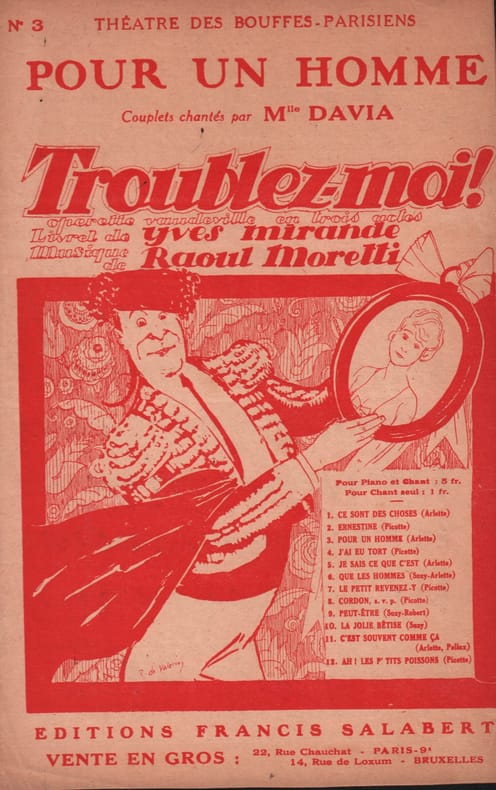 N° 3 THÉATRE DES BOUFFES-PARISIENS
POUR UN HOMME
Couplets chantés par Mlle DAVIA
Troublez-moi!
operette vaudeville en trois actes
Livret de Yves Mirande
Musique de Raoul Moretti
Pour Piano et Chant : 5 fr.
Pour Chant seul : 1 fr.
1. CE SONT DES CHOSES (Arlette)
2. ERNESTINE (Picotte)
3. POUR UN HOMME (Arlette)
4. J'AI EU TORT (Picotte)
5. JE SAIS CE QUE C'EST (Arlette)
6. QUE LES HOMMES (Suzy-Arlette)
7. LE PETIT REVENEZ-Y (Picotte)
8. CORDON, s. v. p. (Picotte)
9. PEUT-ÊTRE (Suzy-Robert)
10. LA JOLIE BÊTISE (Suzy)
11. C'EST SOUVENT COMME ÇA
(Arlette, Pelloux)
12. AH! LES P'TITS POISSONS (Picotte)
EDITIONS FRANCIS SALABERT
VENTE EN GROS : 22, Rue Chauchat - PARIS-9e
14, Rue de Loxum - BRUXELLES